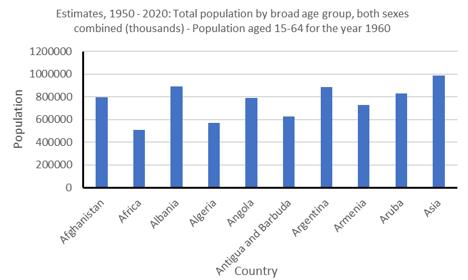 Estimates, 1950 - 2020: Total population by broad age group, both sexes
combined (thousands) - Population aged 15-64 for the year 1960
1200000
1000000
800000
600000
400000
200000
0
Population
Afghanistan
Africa
Albania
Algeria
Angola
Antigua and Barbuda
Argentina
Armenia
Aruba
Asia
Country